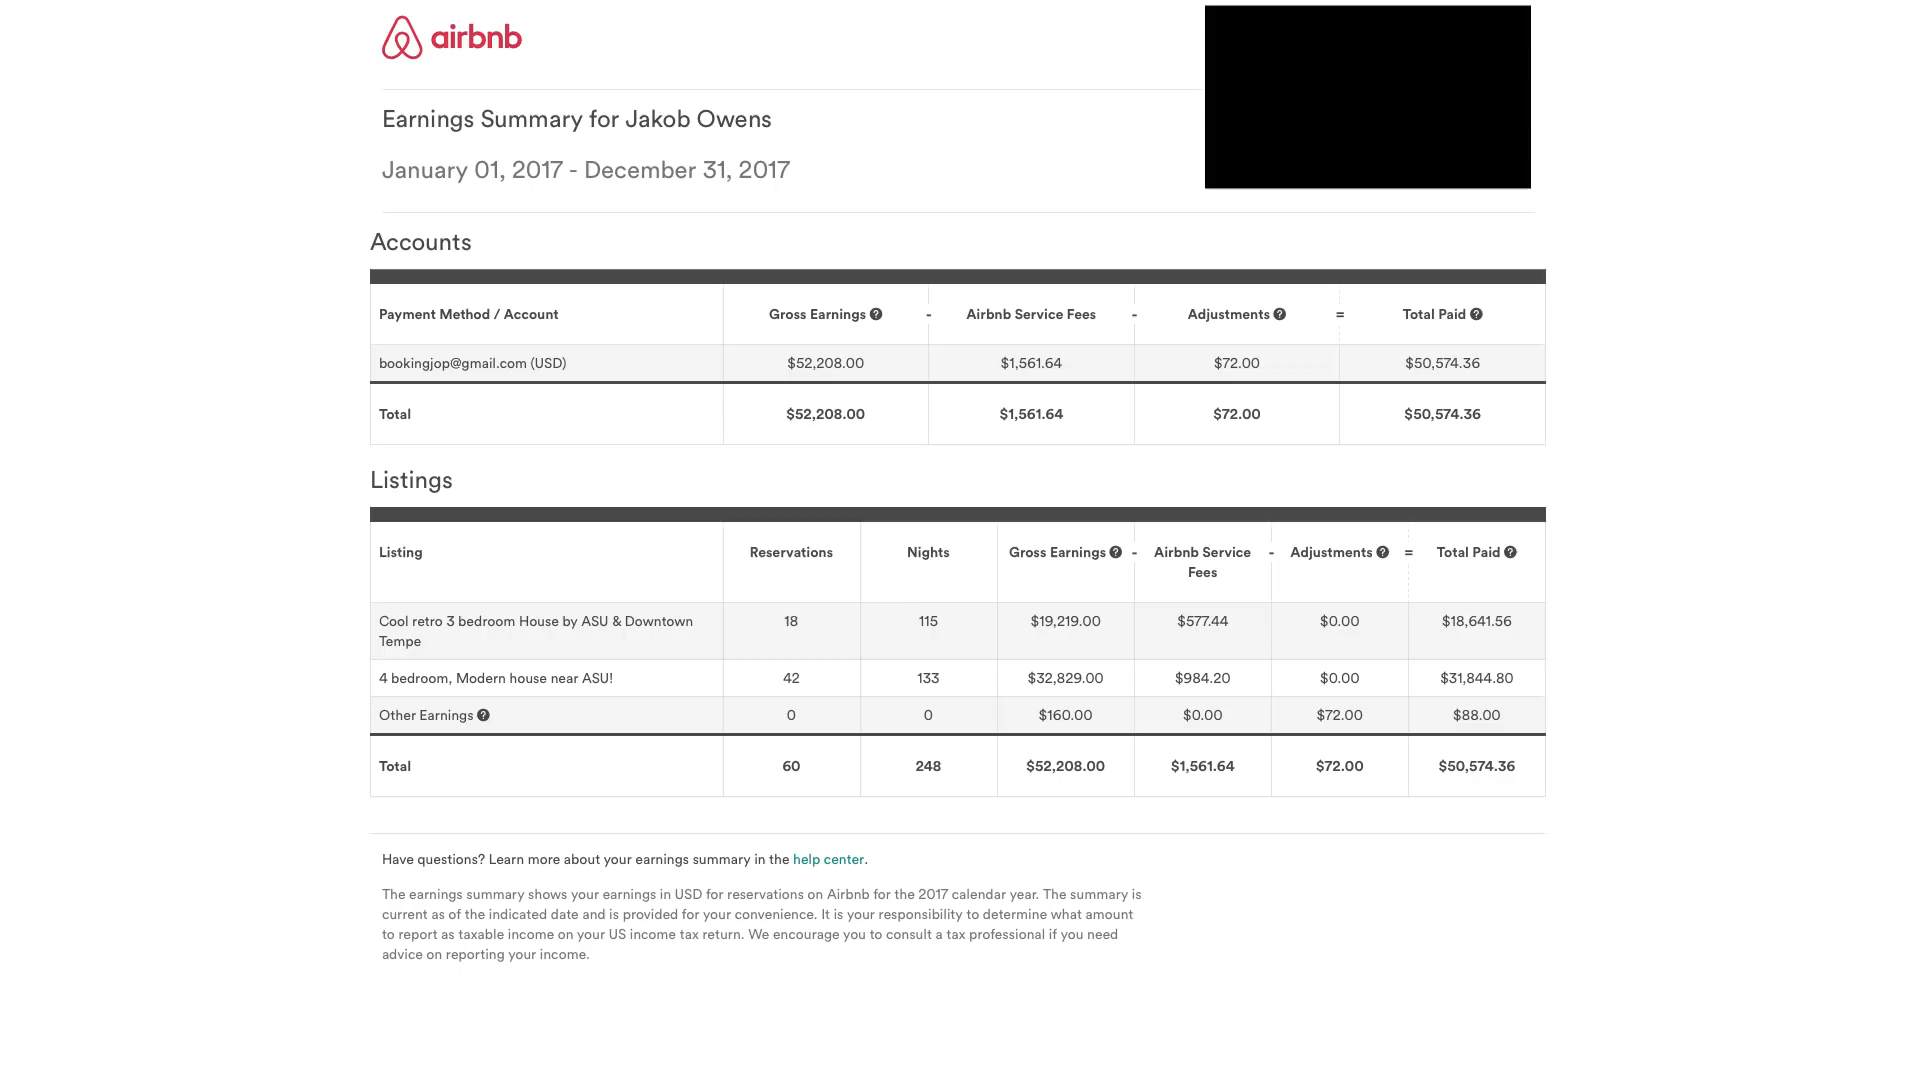 airbnb
Earnings Summary for Jakob Owens
January 01, 2017 - December 31, 2017
Accounts
Payment Method / Account Gross Earnings ? - Airbnb Service Fees - Adjustments ? = Total Paid ?
bookingjop@gmail.com (USD) $52,208.00 $1,561.64 $72.00 $50,574.36
Total $52,208.00 $1,561.64 $72.00 $50,574.36
Listings
Listing Reservations Nights Gross Earnings ? - Airbnb Service - Adjustments ? = Total Paid ?
Fees
Cool retro 3 bedroom House by ASU & Downtown 18 115 $19,219.00 $577.44 $0.00 $18,641.56
Tempe
4 bedroom, Modern house near ASU! 42 133 $32,829.00 $984.20 $0.00 $31,844.80
Other Earnings ? 0 0 $160.00 $0.00 $72.00 $88.00
Total 60 248 $52,208.00 $1,561.64 $72.00 $50,574.36
Have questions? Learn more about your earnings summary in the help center.
The earnings summary shows your earnings in USD for reservations on Airbnb for the 2017 calendar year. The summary is
current as of the indicated date and is provided for your convenience. It is your responsibility to determine what amount
to report as taxable income on your US income tax return. We encourage you to consult a tax professional if you need
advice on reporting your income.